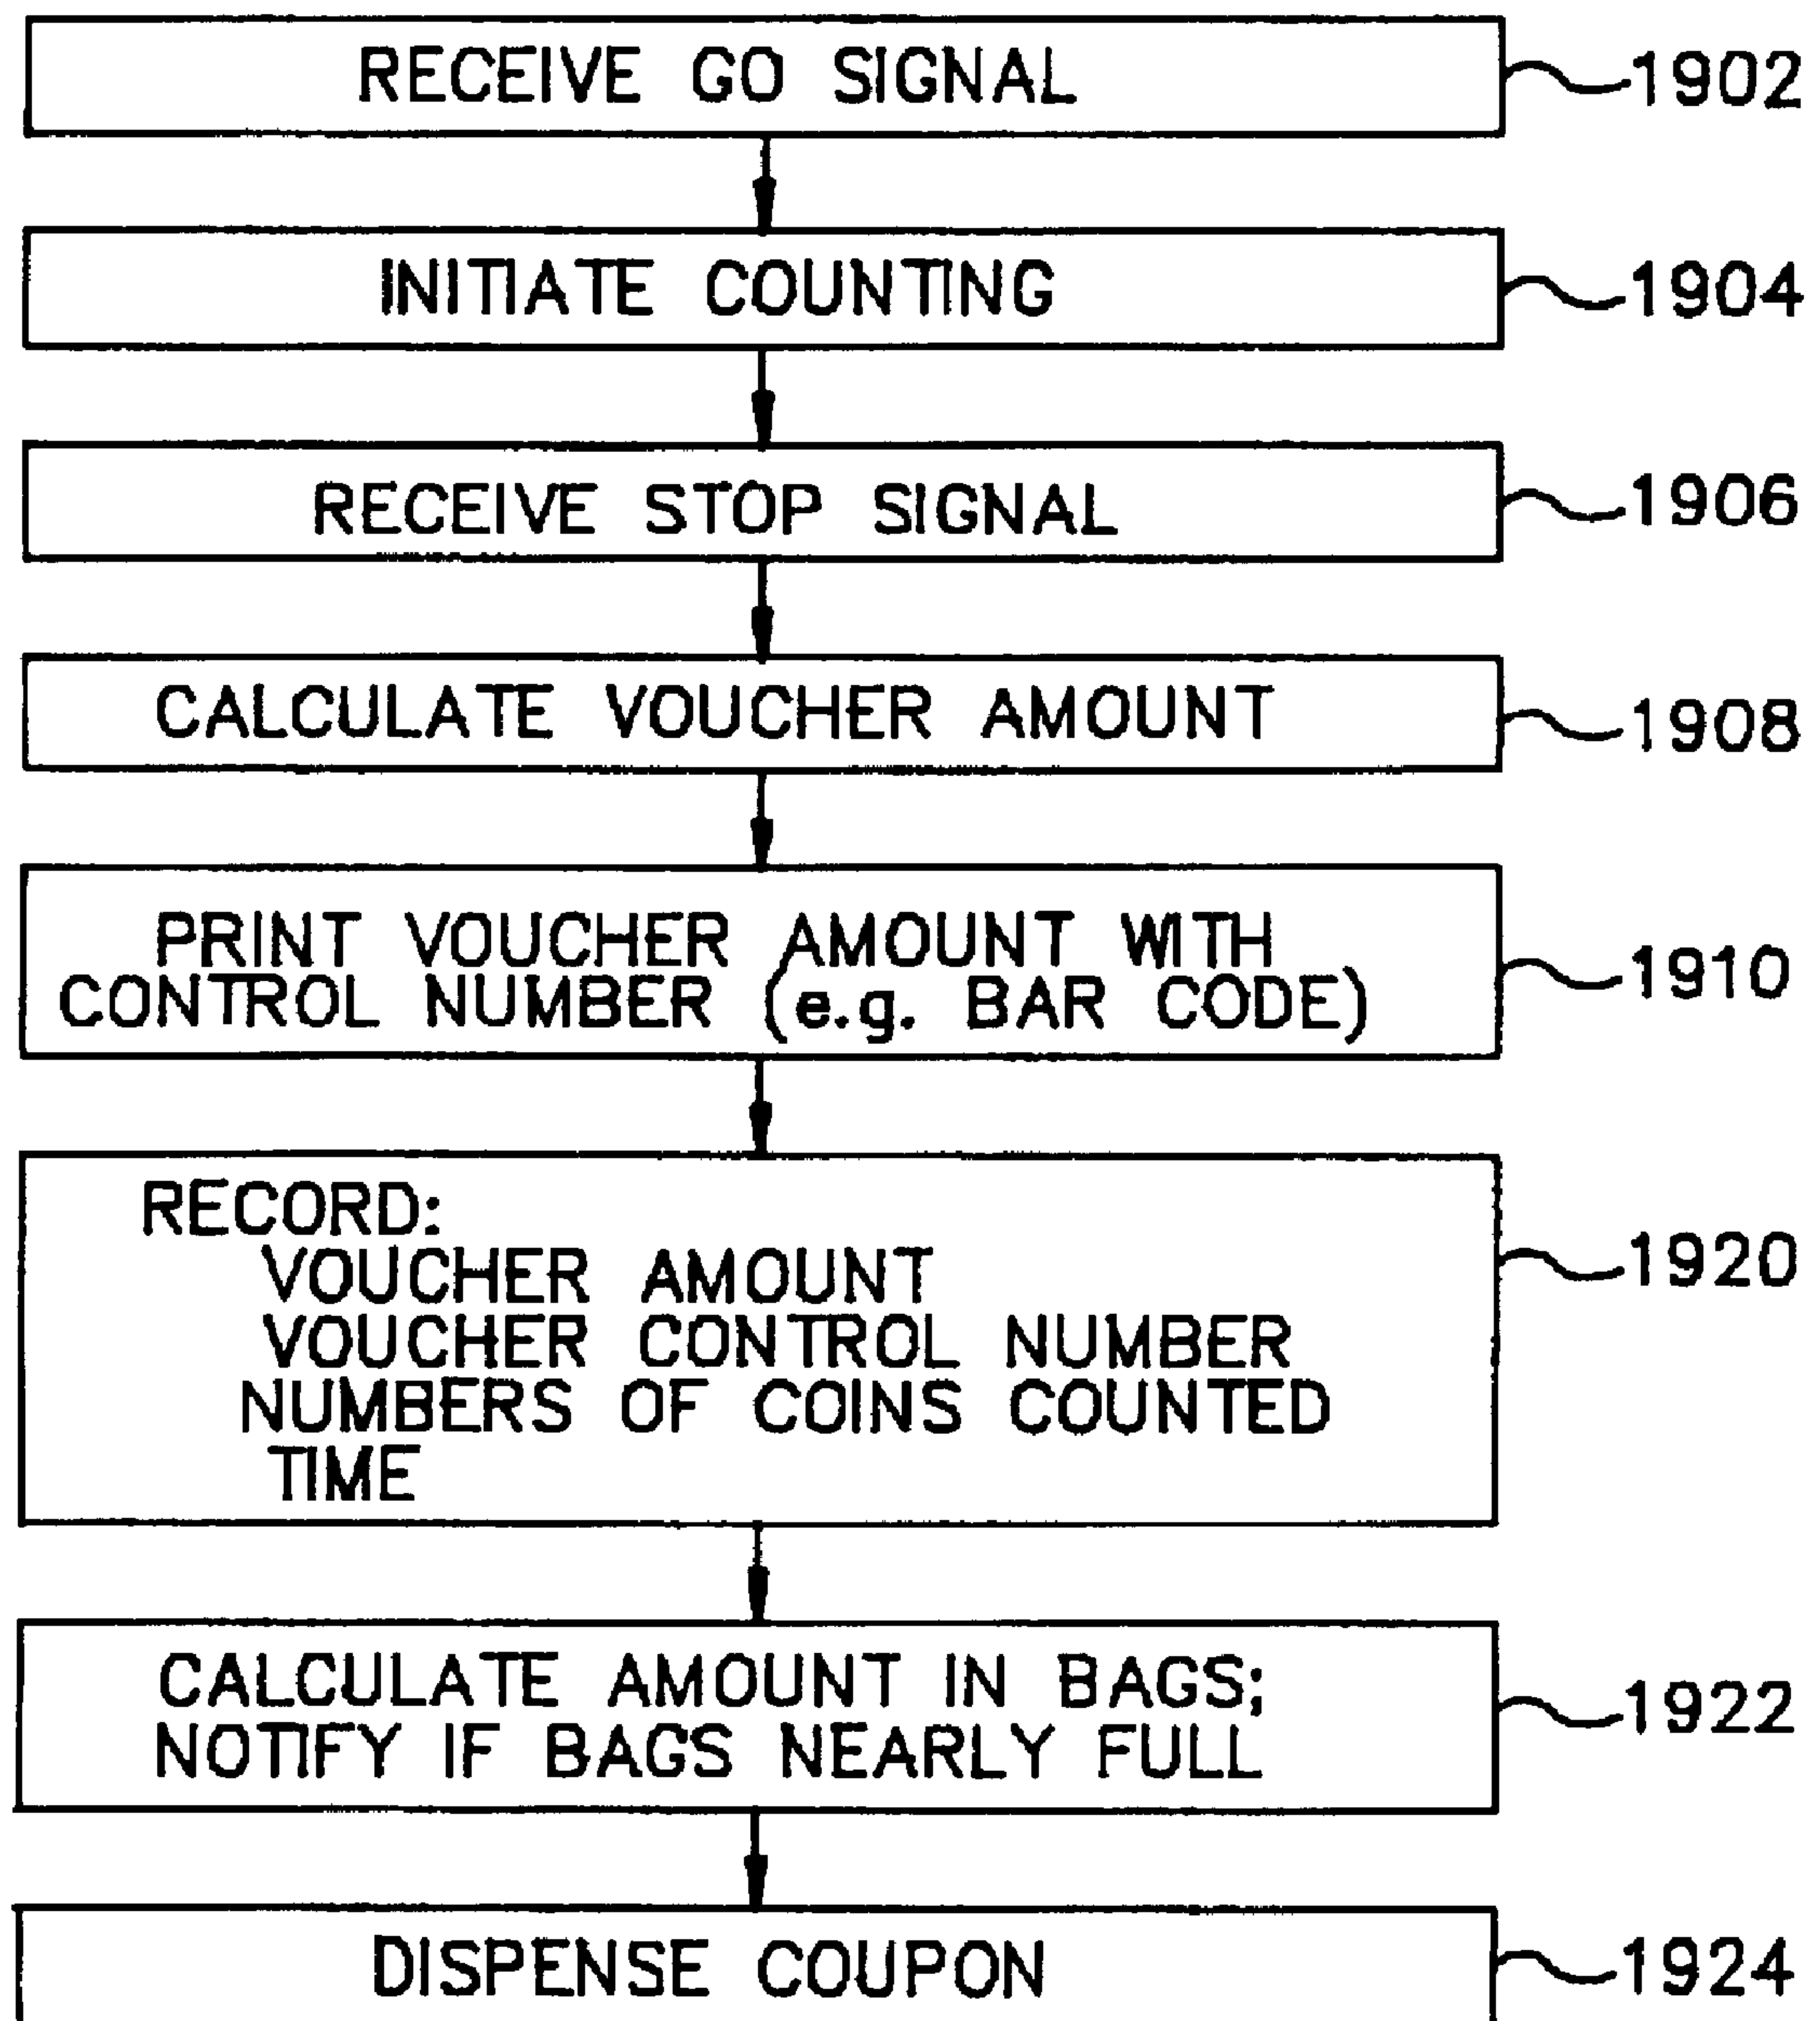 RECEIVE GO SIGNAL
1902
INITIATE COUNTING
1904
RECEIVE STOP SIGNAL
1906
CALCULATE VOUCHER AMOUNT
1908
PRINT VOUCHER AMOUNT WITH
CONTROL NUMBER (e.g. BAR CODE)
1910
RECORD:
VOUCHER AMOUNT
VOUCHER CONTROL NUMBER
NUMBERS OF COINS COUNTED
TIME
1920
CALCULATE AMOUNT IN BAGS;
NOTIFY IF BAGS NEARLY FULL
1922
DISPENSE COUPON
1924